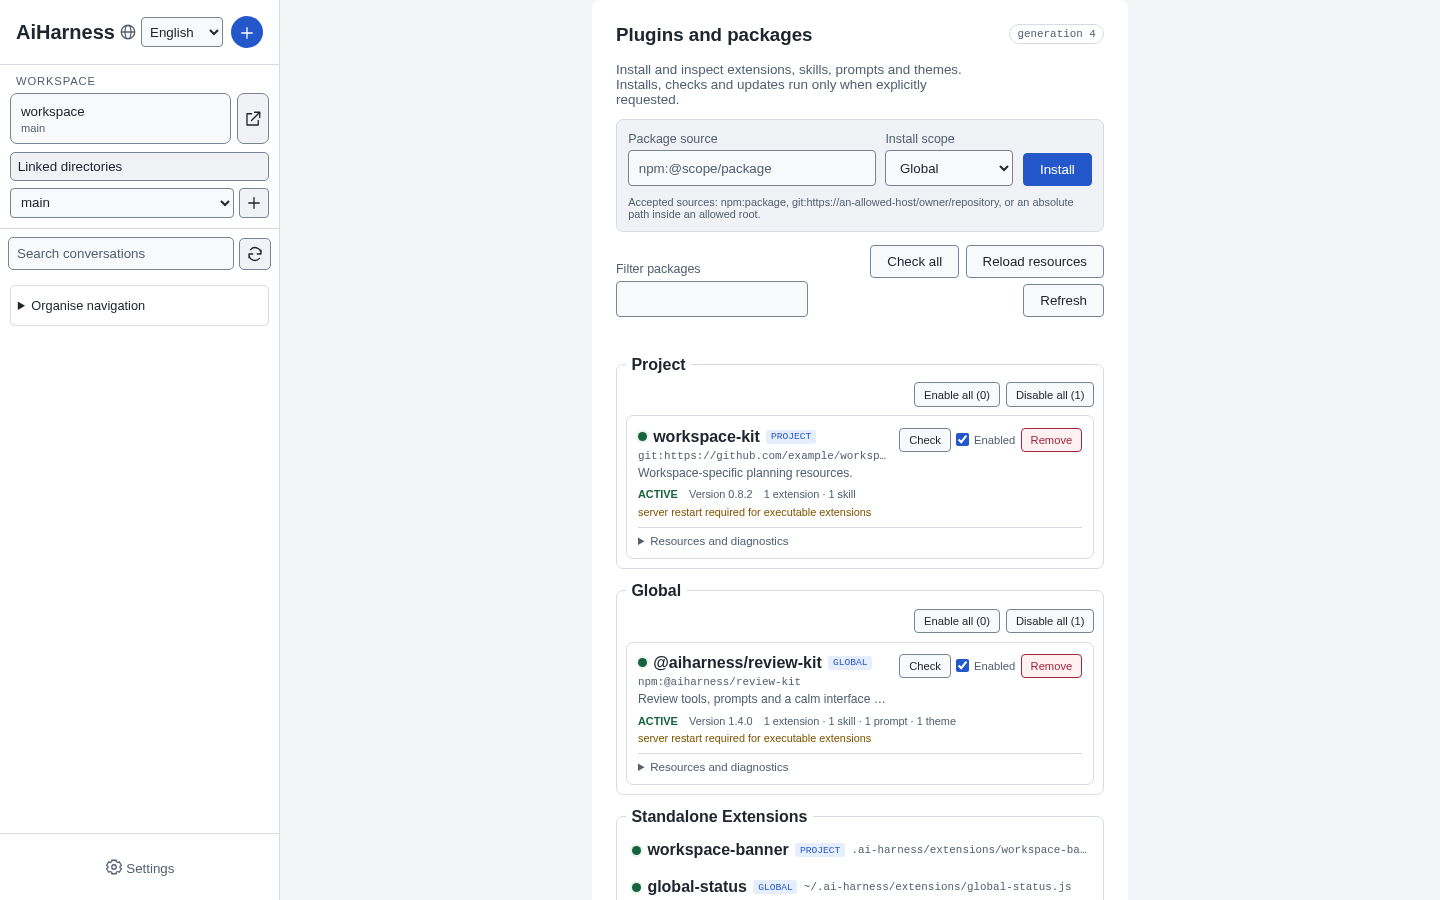 AiHarness
English
WORKSPACE
workspace
main
Linked directories
main
Search conversations
Organise navigation
Settings
Plugins and packages
generation 4
Install and inspect extensions, skills, prompts and themes.
Installs, checks and updates run only when explicitly
requested.
Package source
Install scope
npm:@scope/package
Global
Install
Accepted sources: npm:package, git:https://an-allowed-host/owner/repository, or an absolute
path inside an allowed root.
Filter packages
Check all
Reload resources
Refresh
Project
Enable all (0)
Disable all (1)
workspace-kit PROJECT
Check
Enabled
Remove
git:https://github.com/example/worksp…
Workspace-specific planning resources.
ACTIVE Version 0.8.2 1 extension · 1 skill
server restart required for executable extensions
Resources and diagnostics
Global
Enable all (0)
Disable all (1)
@aiharness/review-kit GLOBAL
Check
Enabled
Remove
npm:@aiharness/review-kit
Review tools, prompts and a calm interface …
ACTIVE Version 1.4.0 1 extension · 1 skill · 1 prompt · 1 theme
server restart required for executable extensions
Resources and diagnostics
Standalone Extensions
workspace-banner PROJECT .ai-harness/extensions/workspace-ba…
global-status GLOBAL ~/.ai-harness/extensions/global-status.js